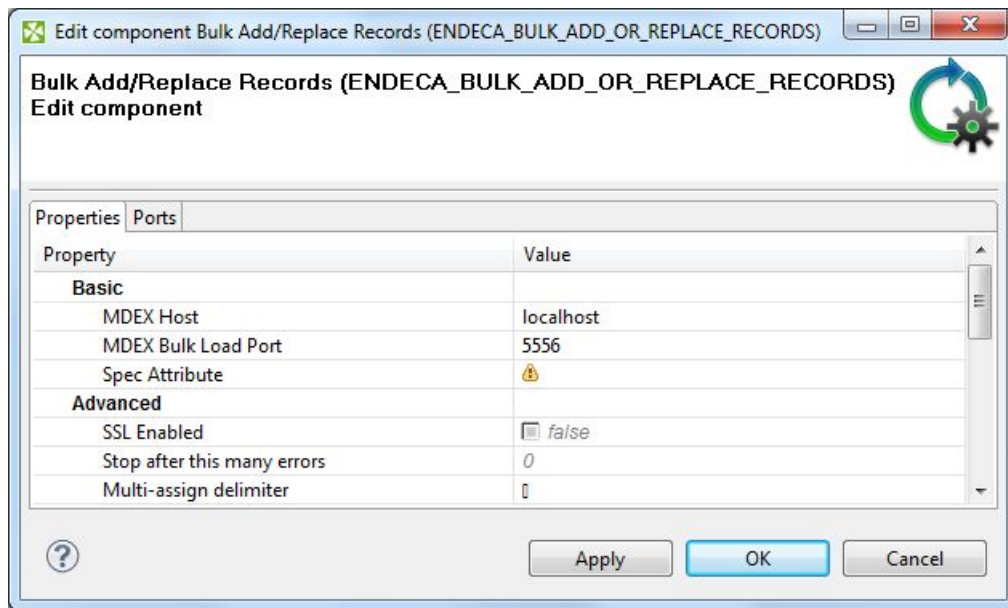 Edit component Bulk Add/Replace Records (ENDECA_BULK_ADD_OR_REPLACE_RECORDS)
Bulk Add/Replace Records (ENDECA_BULK_ADD_OR_REPLACE_RECORDS)
Edit component
Properties Ports
Property Value
Basic
MDEX Host localhost
MDEX Bulk Load Port 5556
Spec Attribute
Advanced
SSL Enabled false
Stop after this many errors 0
Multi-assign delimiter ▯
? Apply OK Cancel